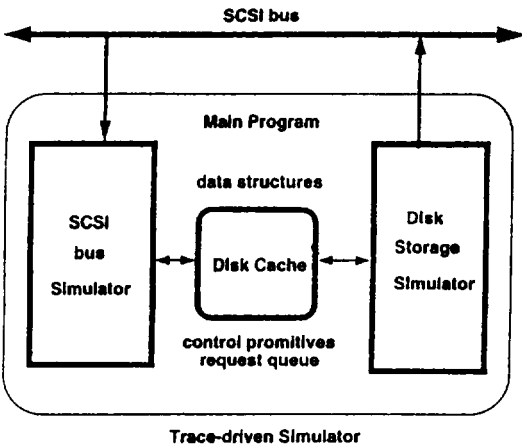 SCSI bus
Main Program
data structures
SCSI
bus
Simulator
Disk Cache
Disk
Storage
Simulator
control promitives
request queue
Trace-driven Simulator